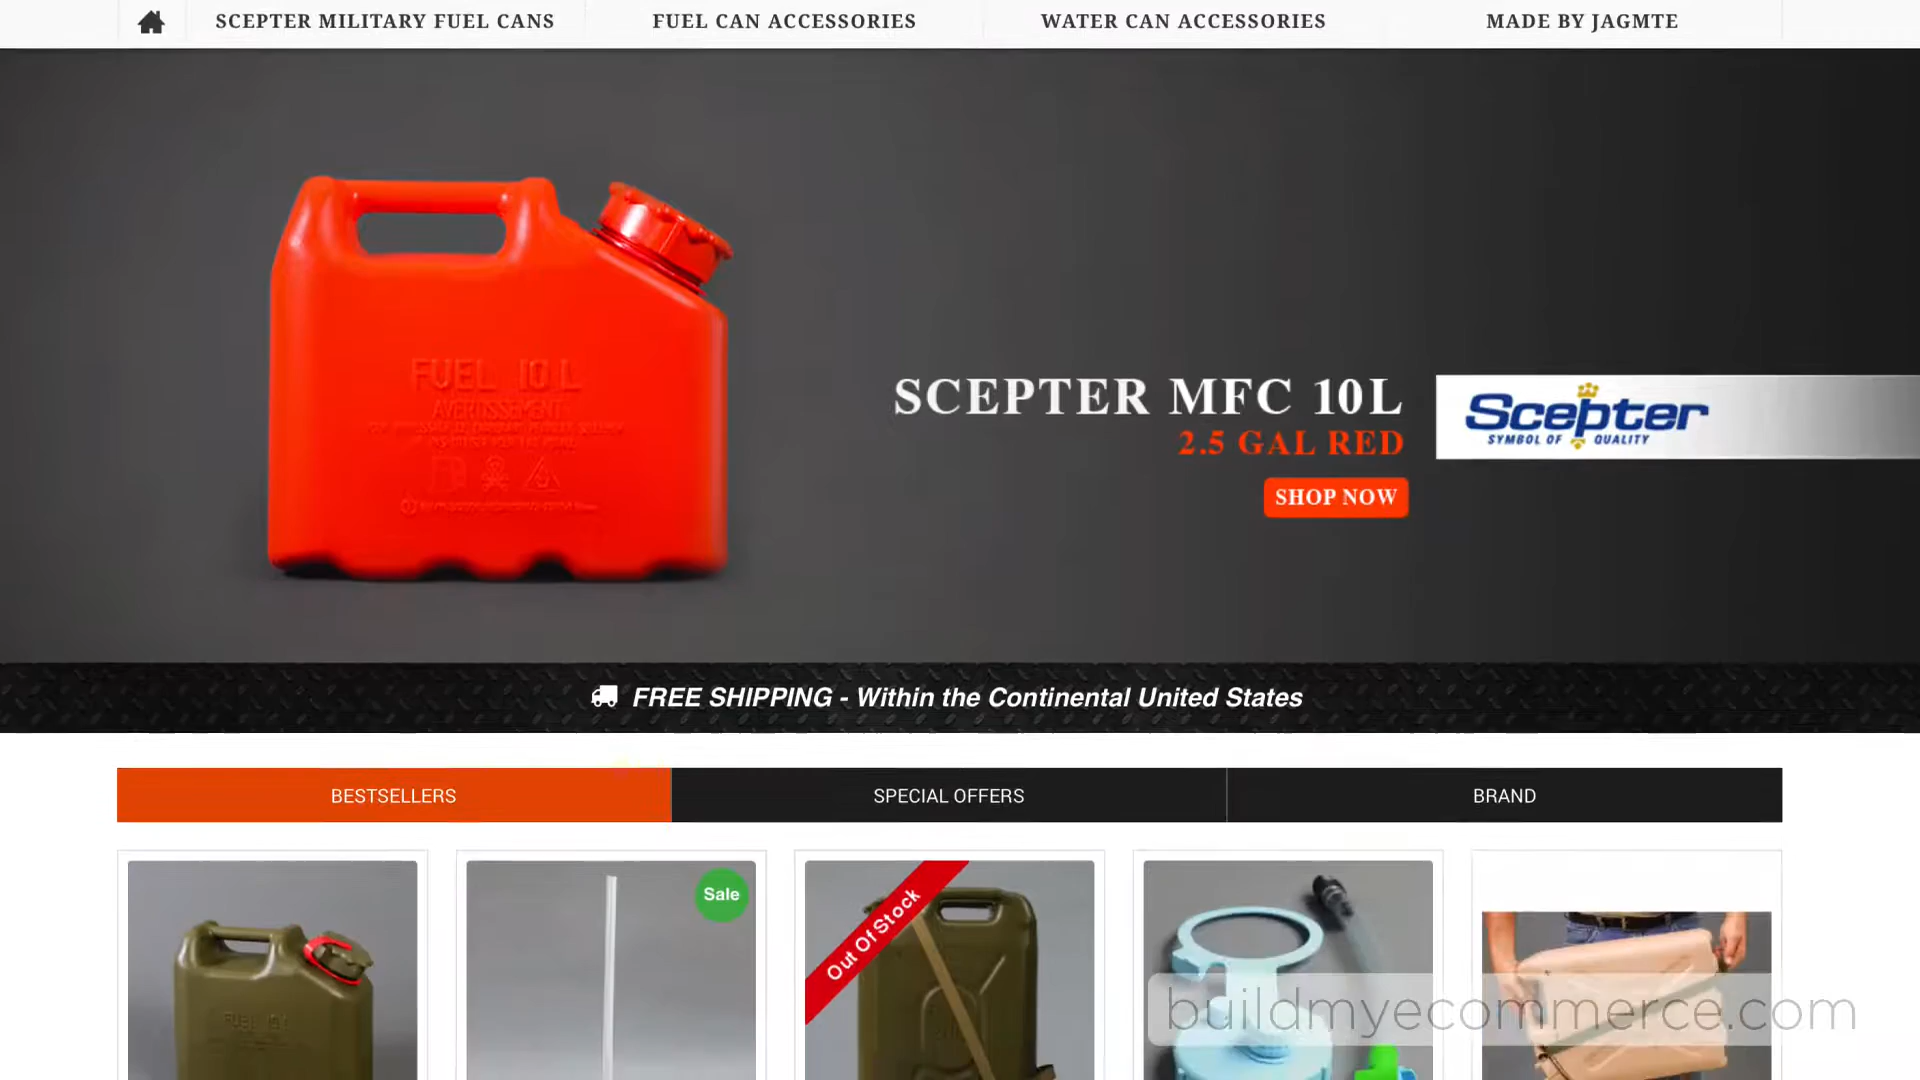 SCEPTER MILITARY FUEL CANS
FUEL CAN ACCESSORIES
WATER CAN ACCESSORIES
MADE BY JAGMTE
FUEL 10 L
AVERTISSEMENT
SCEPTER MFC 10L
2.5 GAL RED
SHOP NOW
Scepter
SYMBOL OF QUALITY
FREE SHIPPING - Within the Continental United States
BESTSELLERS
SPECIAL OFFERS
BRAND
Sale
Out Of Stock
buildmyecommerce.com